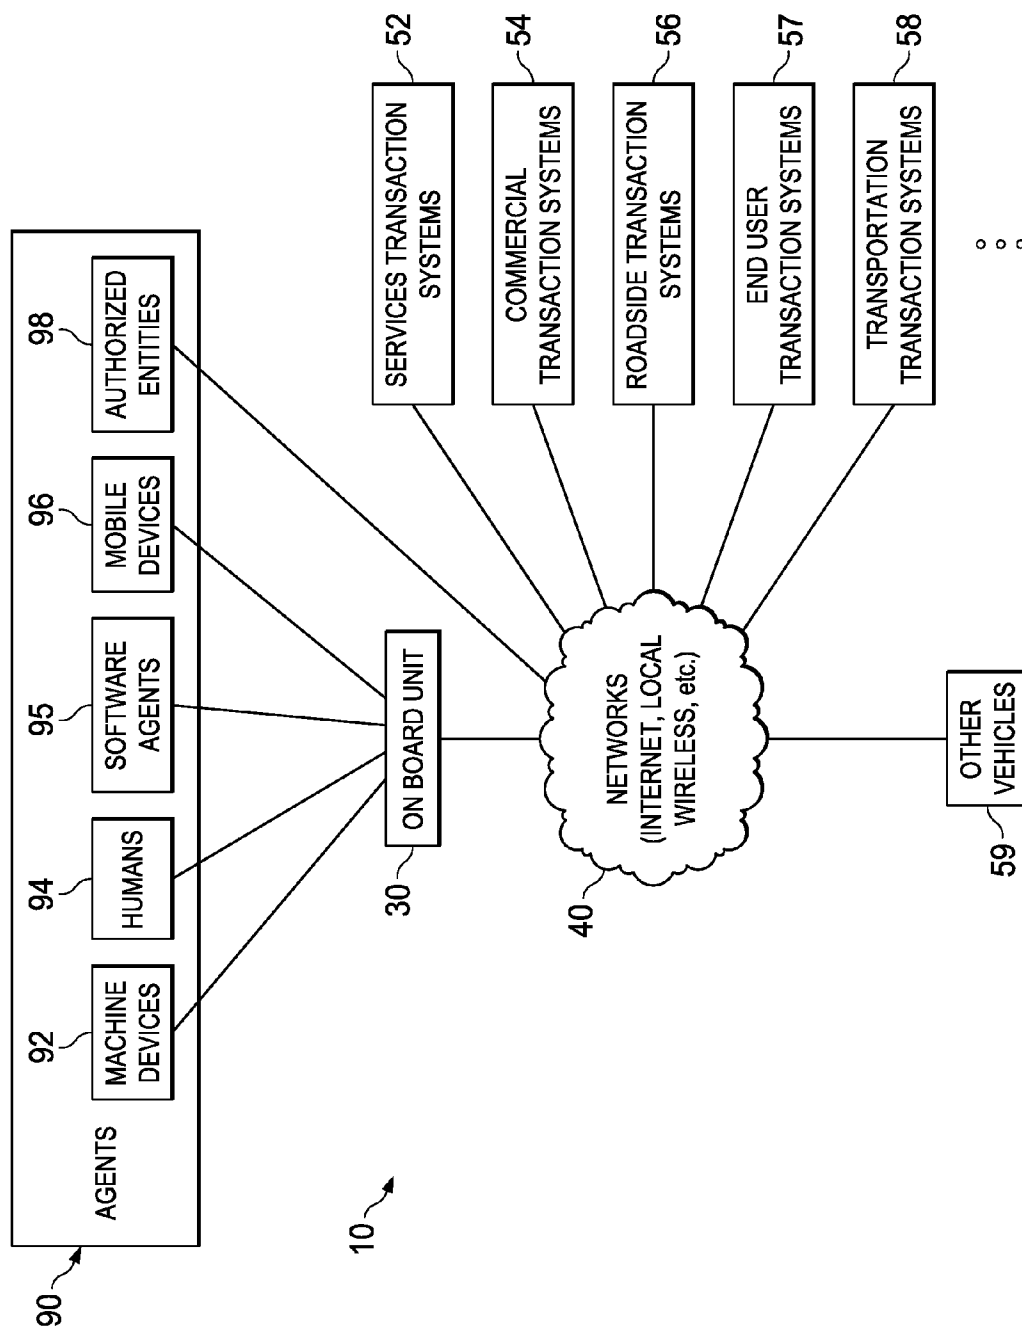 90
AGENTS
92
MACHINE
DEVICES
94
HUMANS
95
SOFTWARE
AGENTS
96
MOBILE
DEVICES
98
AUTHORIZED
ENTITIES
10
30
ON BOARD UNIT
40
NETWORKS
(INTERNET, LOCAL
WIRELESS, etc.)
52
SERVICES TRANSACTION
SYSTEMS
54
COMMERCIAL
TRANSACTION SYSTEMS
56
ROADSIDE TRANSACTION
SYSTEMS
57
END USER
TRANSACTION SYSTEMS
58
TRANSPORTATION
TRANSACTION SYSTEMS
59
OTHER
VEHICLES